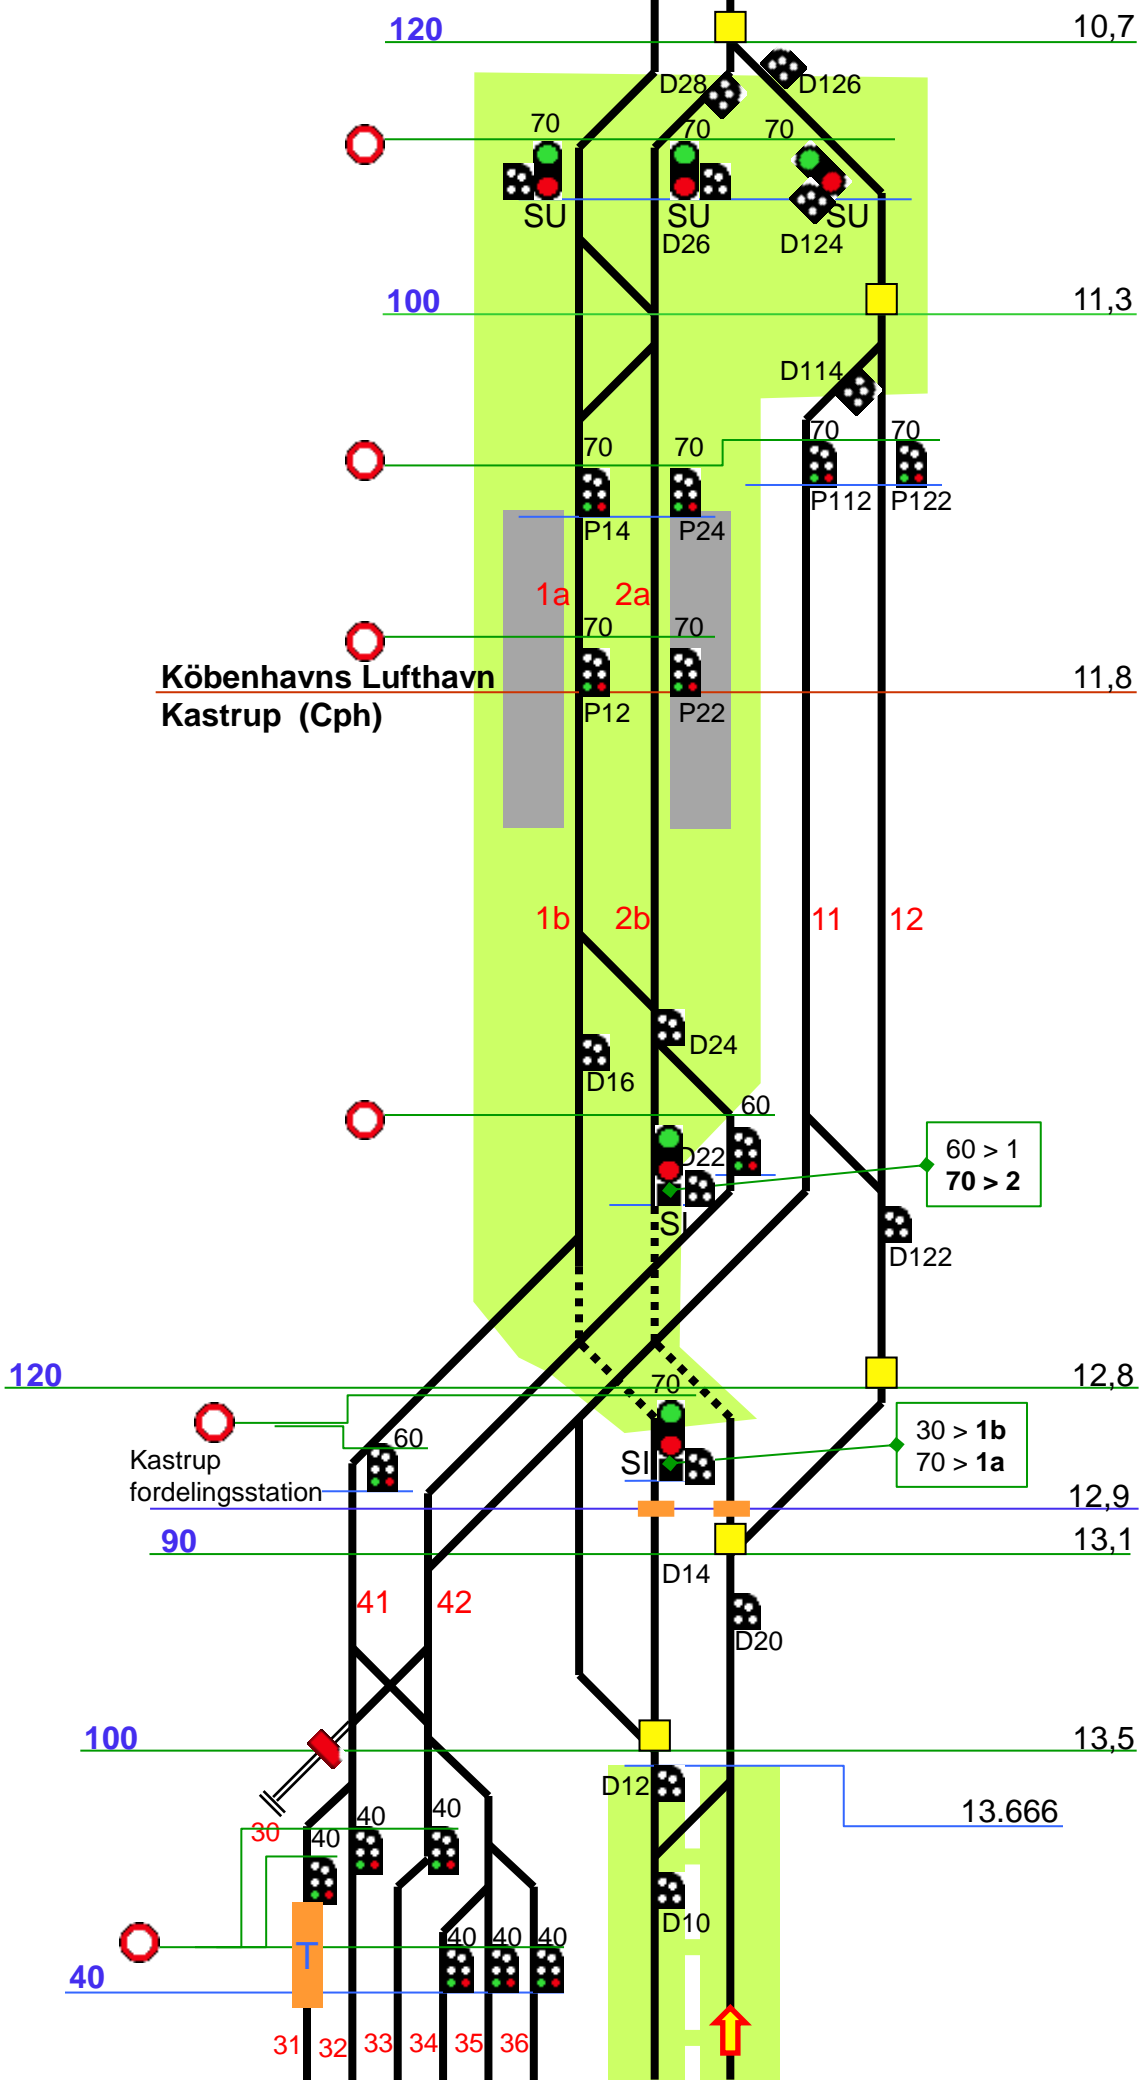 120 10,7
D28 D126
70 70 70
SU SU SU
D26 D124
100 11,3
D114
70 70 70 70
P112 P122
P14 P24
1a 2a
70 70
Köbenhavns Lufthavn 11,8
Kastrup (Cph) P12 P22
1b 2b 11 12
D24
D16
60
D22 60 > 1
70 > 2
SI
D122
120 12,8
70
60 30 > 1b
Kastrup SI 70 > 1a
fordelingsstation
12,9
90 13,1
D14
41 42
D20
100 13,5
D12
13.666
30 40 40
40
D10
40 40 40
T
40
31 32 33 34 35 36